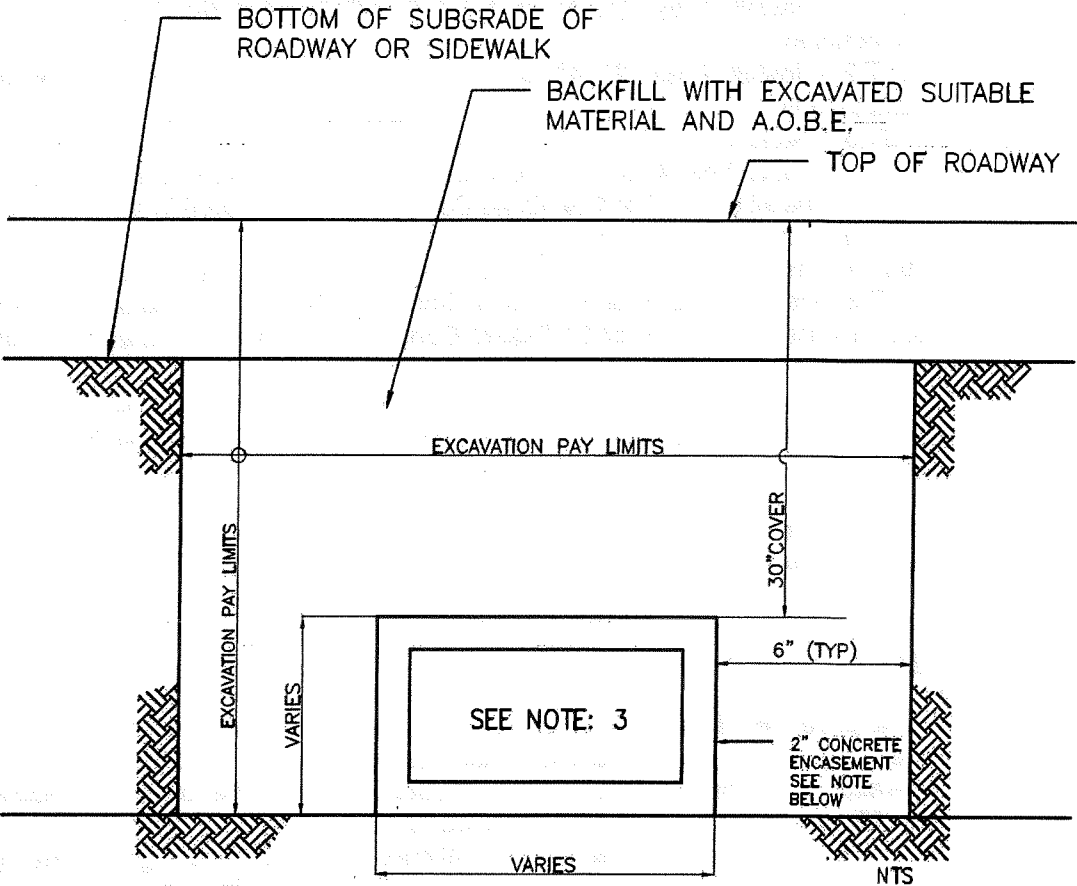 BOTTOM OF SUBGRADE OF
ROADWAY OR SIDEWALK
BACKFILL WITH EXCAVATED SUITABLE
MATERIAL AND A.O.B.E.
TOP OF ROADWAY
EXCAVATION PAY LIMITS
EXCAVATION PAY LIMITS
30"COVER
VARIES
6" (TYP)
SEE NOTE: 3
2" CONCRETE
ENCASEMENT
SEE NOTE
BELOW
VARIES
NTS